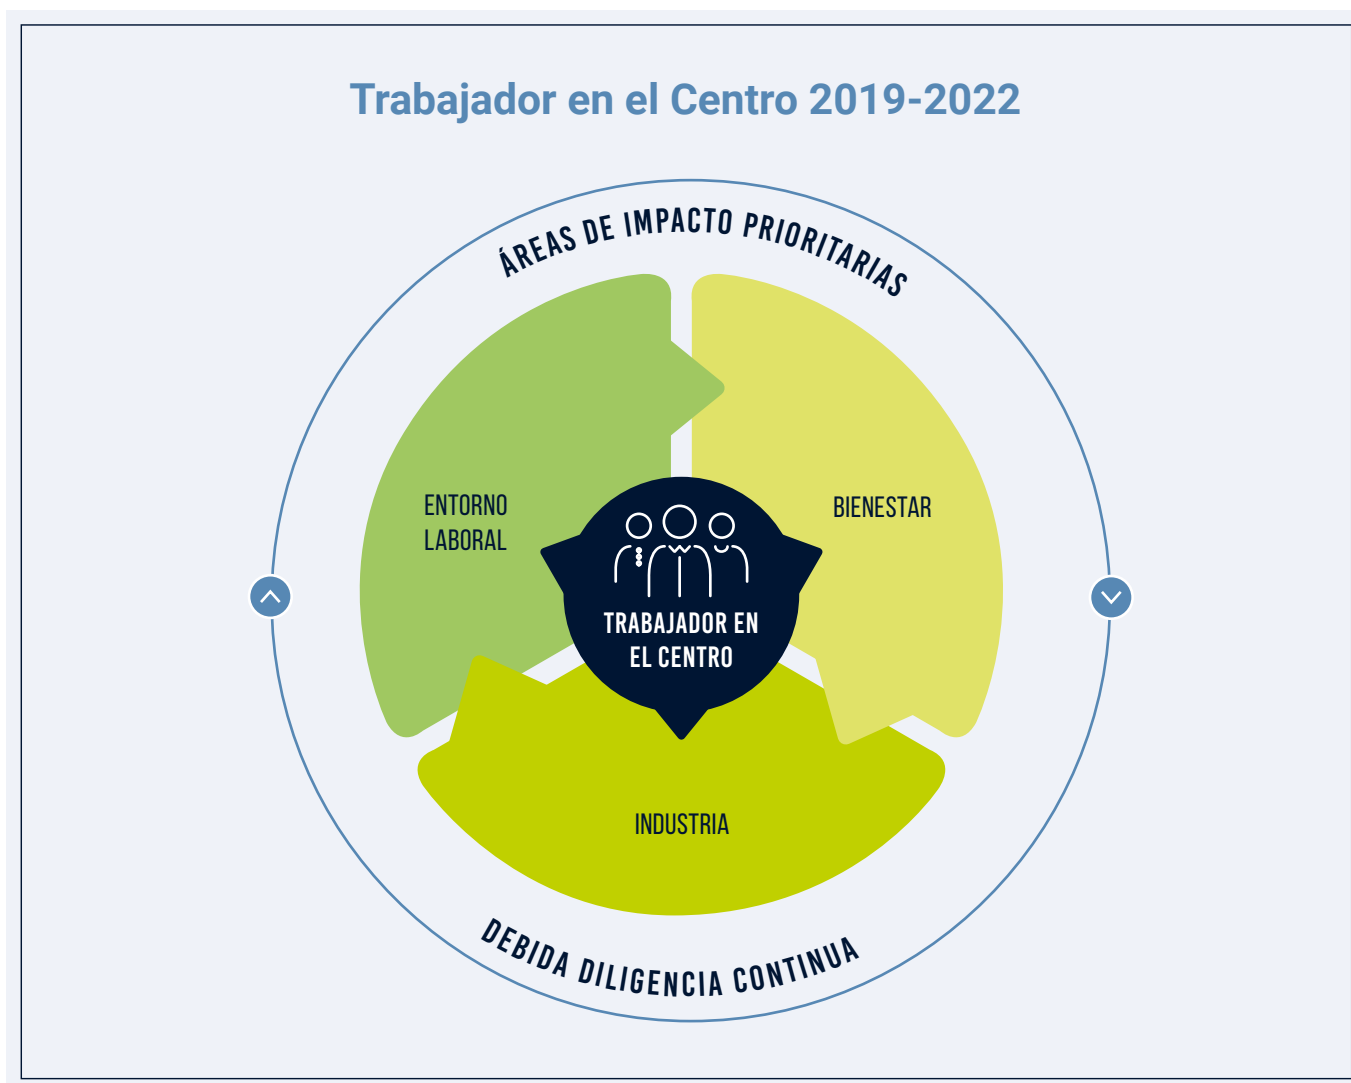 Trabajador en el Centro 2019-2022
ÁREAS DE IMPACTO PRIORITARIAS
ENTORNO
LABORAL
BIENESTAR
TRABAJADOR EN
EL CENTRO
INDUSTRIA
DEBIDA DILIGENCIA CONTINUA